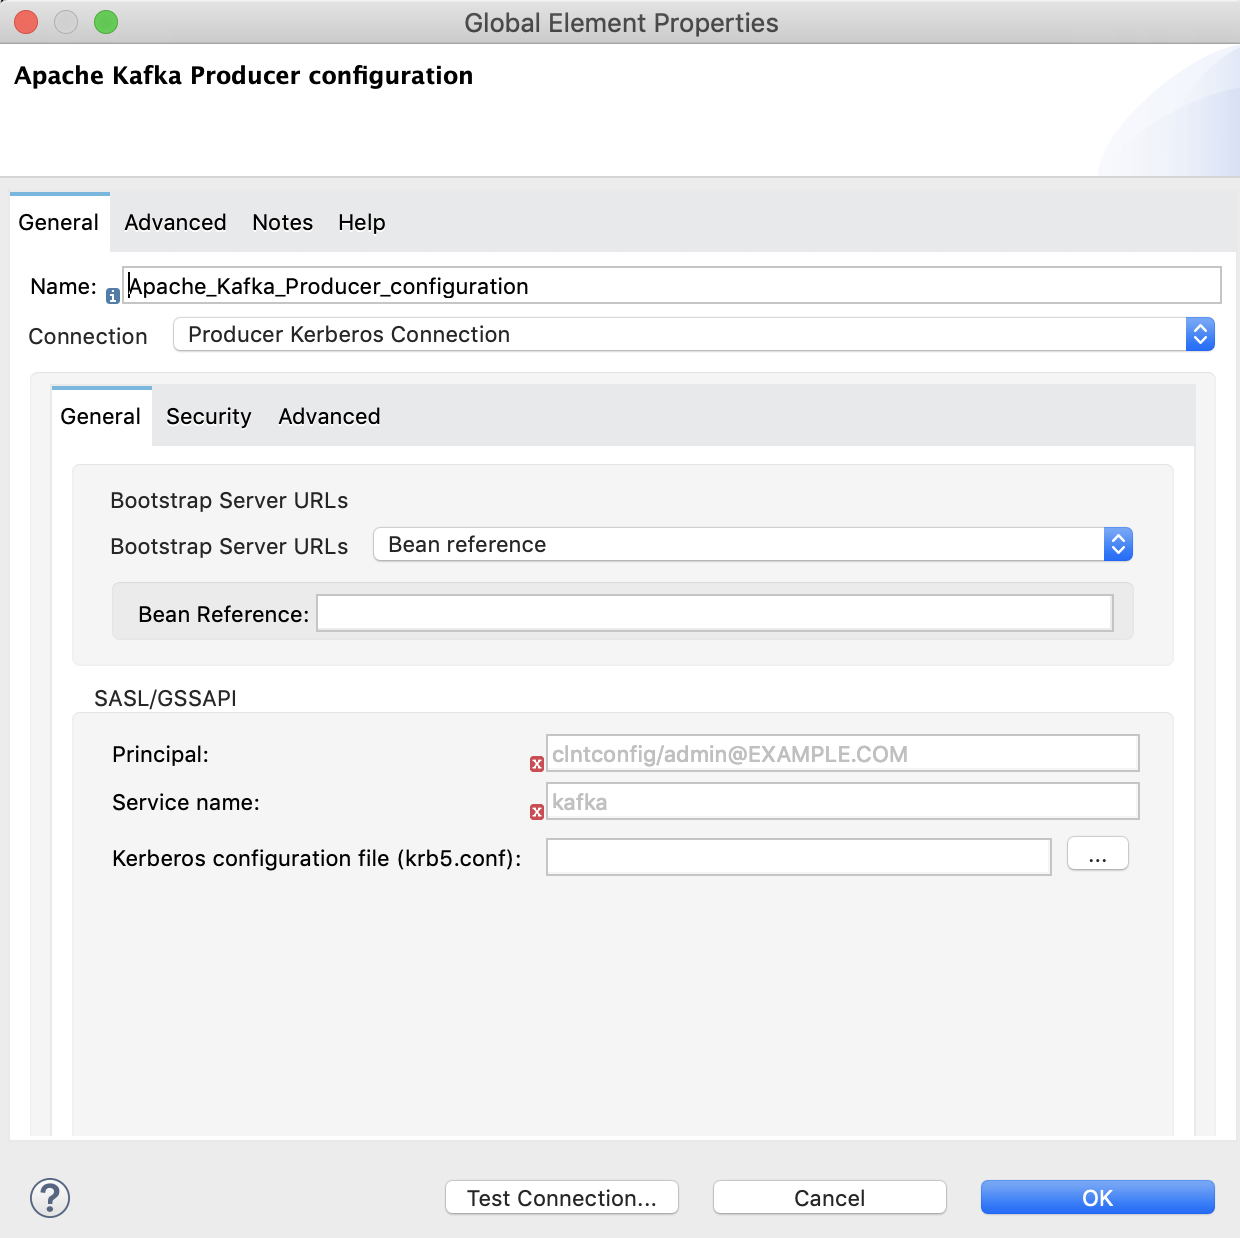 Global Element Properties
Apache Kafka Producer configuration
General Advanced Notes Help
Name: Apache_Kafka_Producer_configuration
Connection Producer Kerberos Connection
General Security Advanced
Bootstrap Server URLs
Bootstrap Server URLs Bean reference
Bean Reference:
SASL/GSSAPI
Principal: clntconfig/admin@EXAMPLE.COM
Service name: kafka
Kerberos configuration file (krb5.conf): ...
? Test Connection... Cancel OK